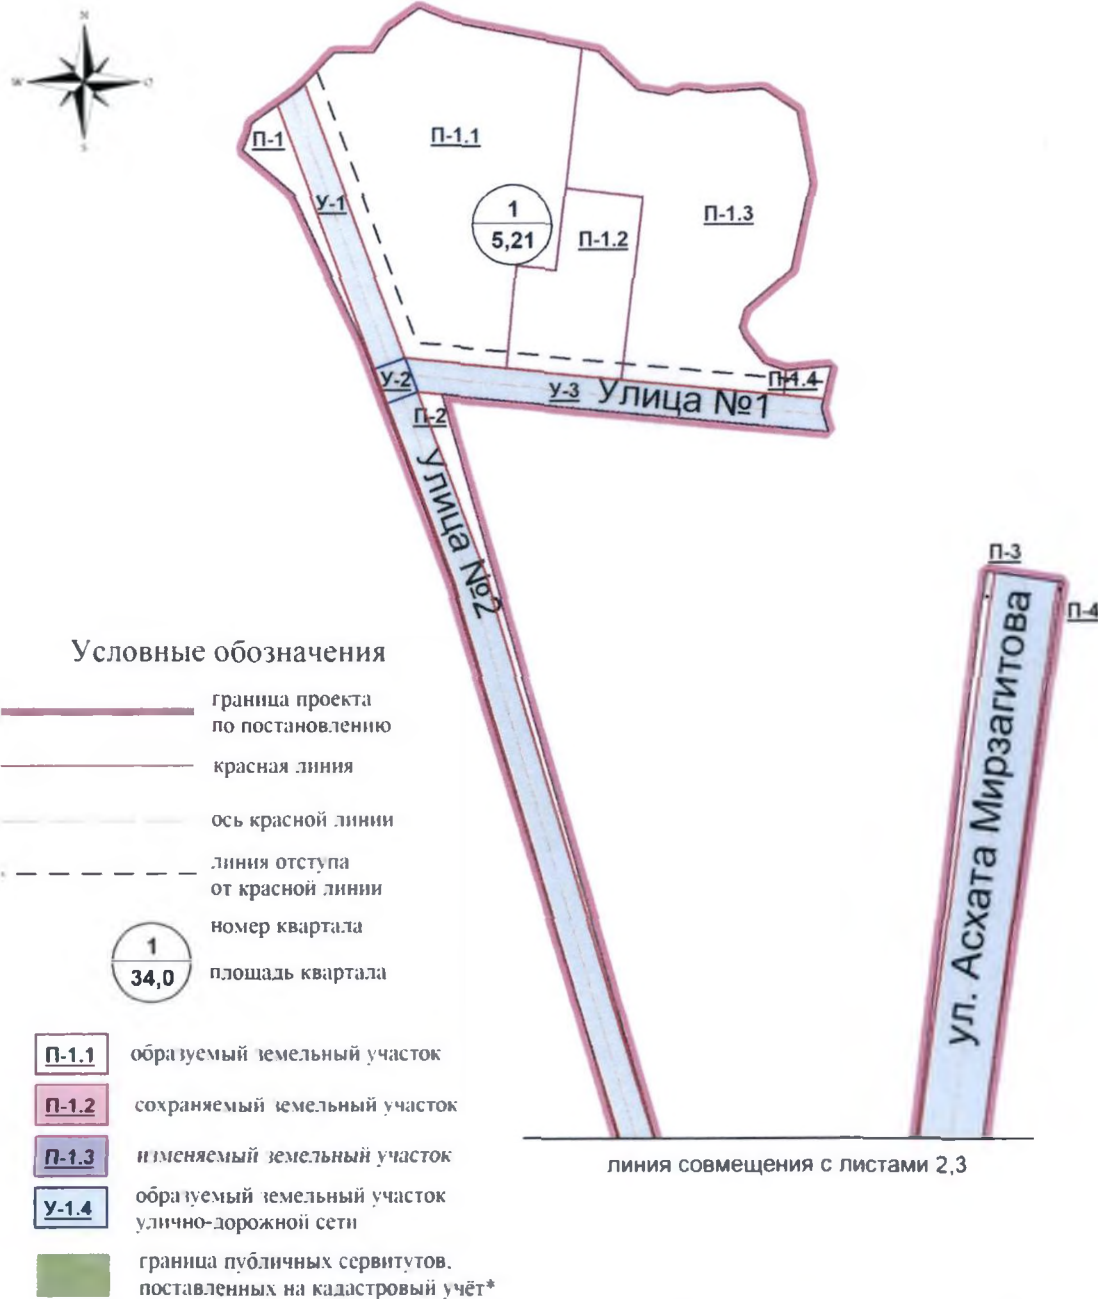 N
W
O
S
П-1
П-1.1
У-1
1
5,21
П-1.2
П-1.3
У-2
У-3
Улица №1
П-1.4
П-2
Улица №2
П-3
П-4
ул. Асхата Мирзагитова
Условные обозначения
граница проекта
по постановлению
красная линия
ось красной линии
линия отступа
от красной линии
1
34,0
номер квартала
площадь квартала
П-1.1
образуемый земельный участок
П-1.2
сохраняемый земельный участок
П-1.3
изменяемый земельный участок
У-1.4
образуемый земельный участок
улично-дорожной сети
граница публичных сервитутов,
поставленных на кадастровый учёт*
линия совмещения с листами 2,3